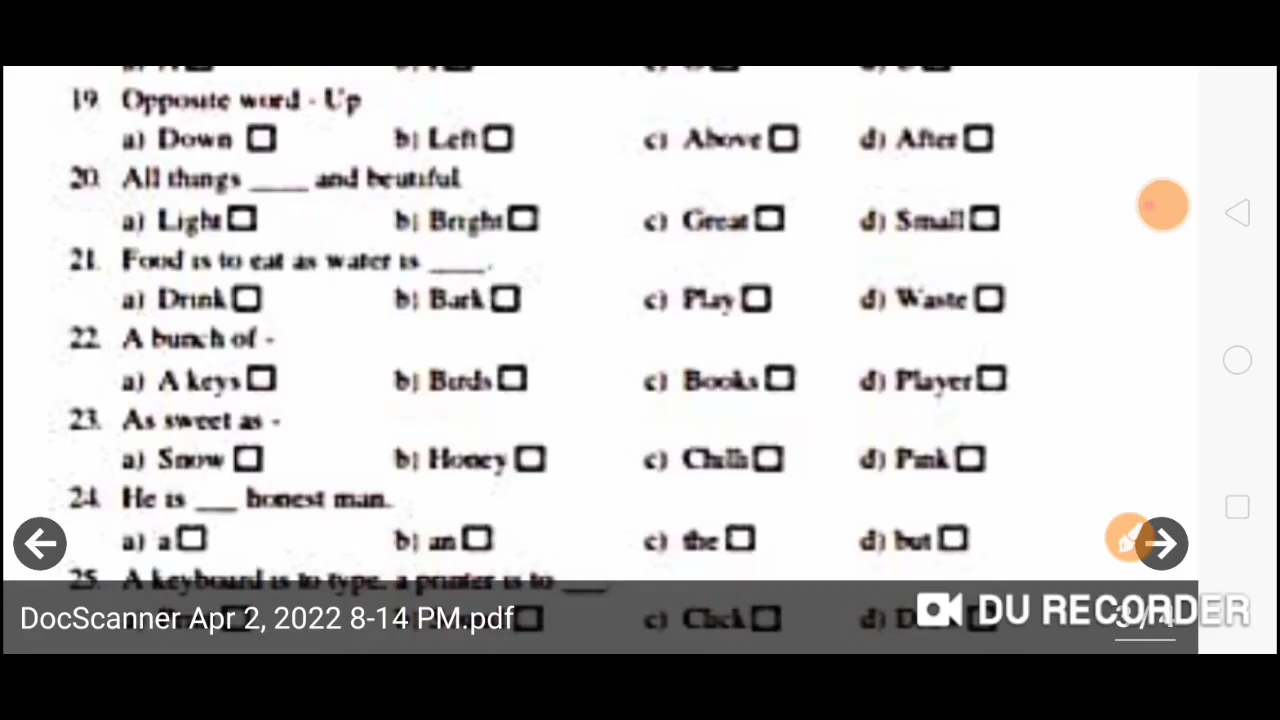 19. Opposite word - Up
a) Down b) Left c) Above d) After
20. All things ____ and beutiful
a) Light b) Bright c) Great d) Small
21. Food is to eat as water is ____.
a) Drink b) Bark c) Play d) Waste
22. A bunch of -
a) A keys b) Birds c) Books d) Player
23. As sweet as -
a) Snow b) Honey c) Chilli d) Pink
24. He is ___ honest man.
a) a b) an c) the d) but
25. A keyboard is to type, a printer is to ___
c) Click d)
DocScanner Apr 2, 2022 8-14 PM.pdf
DU RECORDER
3 / 4